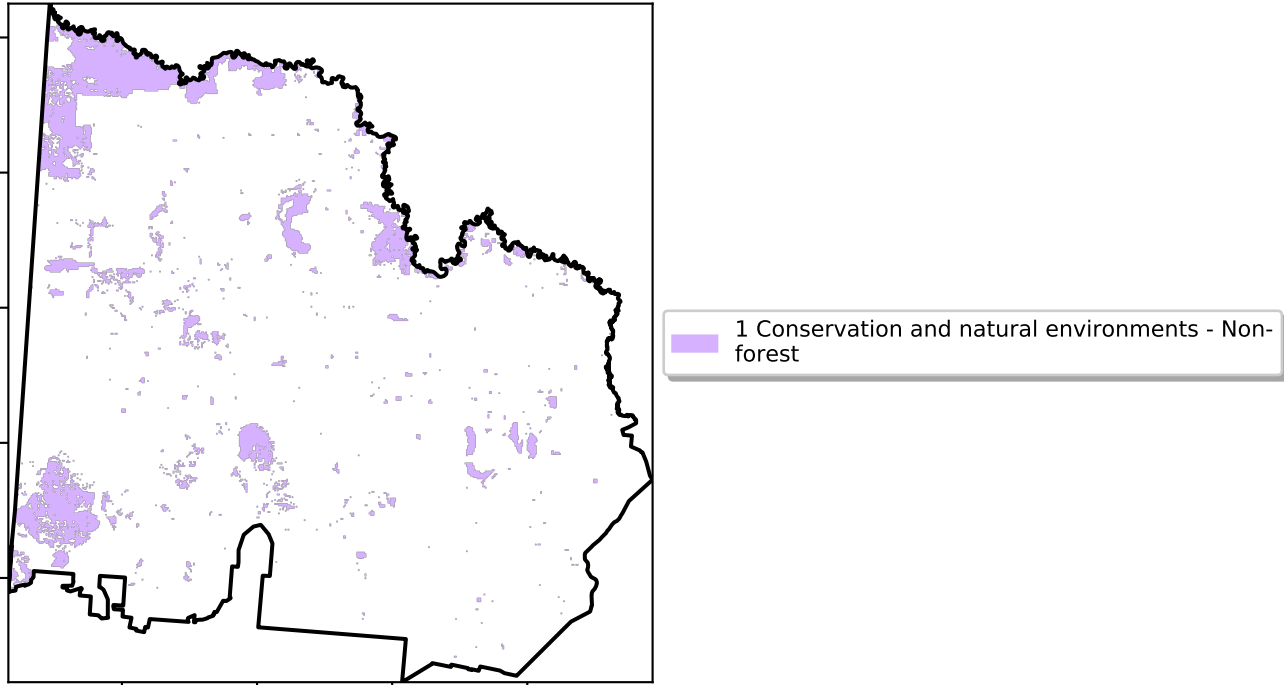 1 Conservation and natural environments - Non-
forest